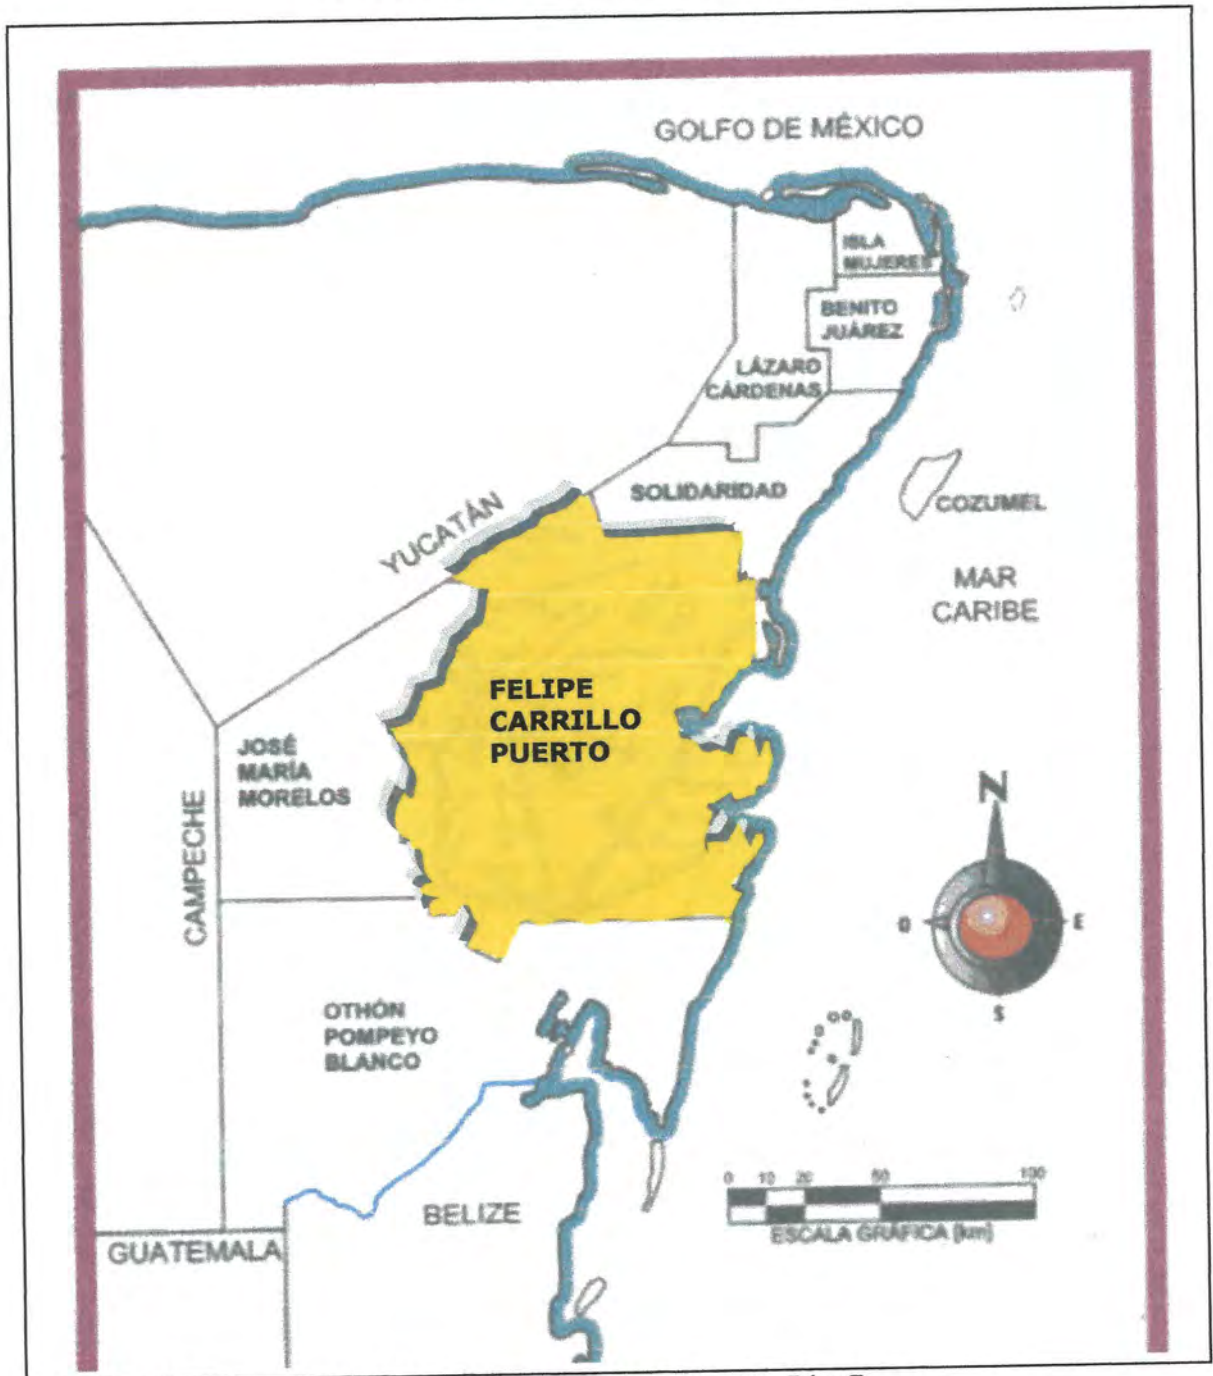 GOLFO DE MÉXICO
ISLA
MUJERES
BENITO
JUÁREZ
LÁZARO
CÁRDENAS
SOLIDARIDAD
COZUMEL
YUCATÁN
MAR
CARIBE
FELIPE
CARRILLO
PUERTO
JOSÉ
MARÍA
MORELOS
CAMPECHE
N
O
E
S
OTHÓN
POMPEYO
BLANCO
0 10 20 50 100
ESCALA GRÁFICA [km]
BELIZE
GUATEMALA